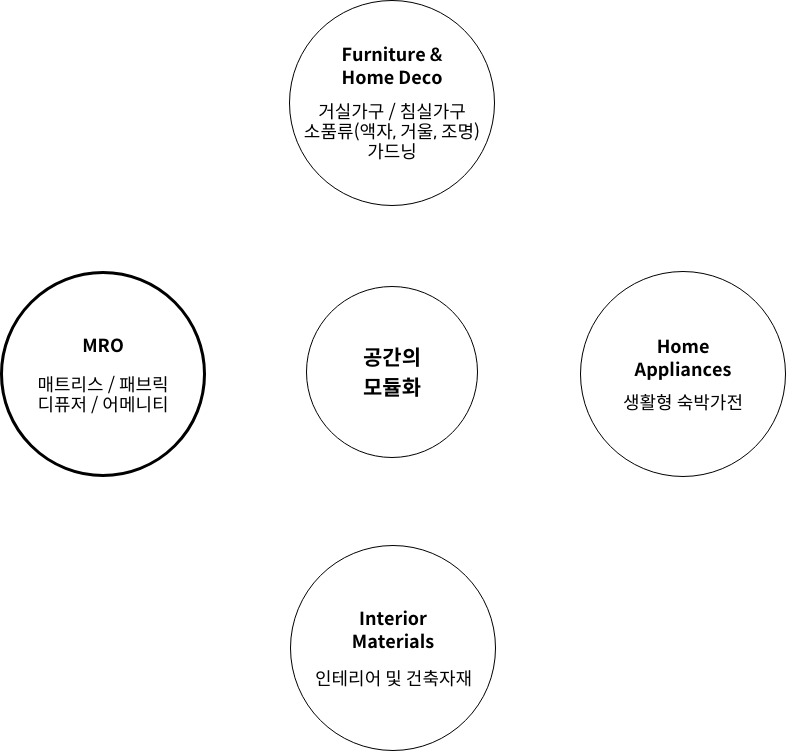 Furniture &
Home Deco
거실가구 / 침실가구
소품류(액자, 거울, 조명)
가드닝
MRO
매트리스 / 패브릭
디퓨저 / 어메니티
공간의
모듈화
Home
Appliances
생활형 숙박가전
Interior
Materials
인테리어 및 건축자재